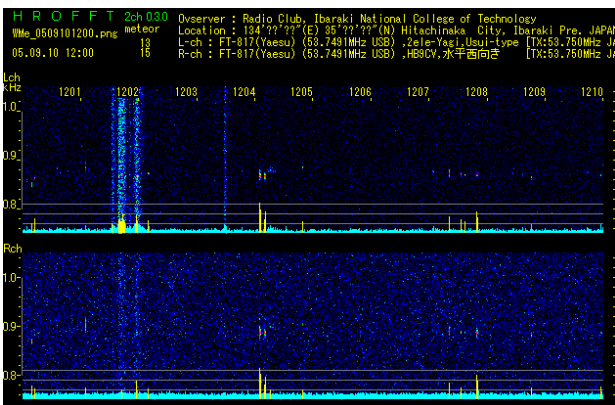 H R O F F T 2ch 0.3.0 Ovserver : Radio Club, Ibaraki National College of Technology
WMe_0509101200.png meteor Location : 134'??'??"(E) 35'??'??"(N) Hitachinaka City, Ibaraki Pre. JAPAN
13 L-ch : FT-817(Yaesu) (53.7491MHz USB) ,2ele-Yagi,Usui-type [TX:53.750MHz JA
05.09.10 12:00 15 R-ch : FT-817(Yaesu) (53.7491MHz USB) ,HB9CV,水平西向き [TX:53.750MHz JA
Lch
kHz 1201 1202 1203 1204 1205 1206 1207 1208 1209 1210
1.0
0.9
0.8
Rch
1.0
0.9
0.8